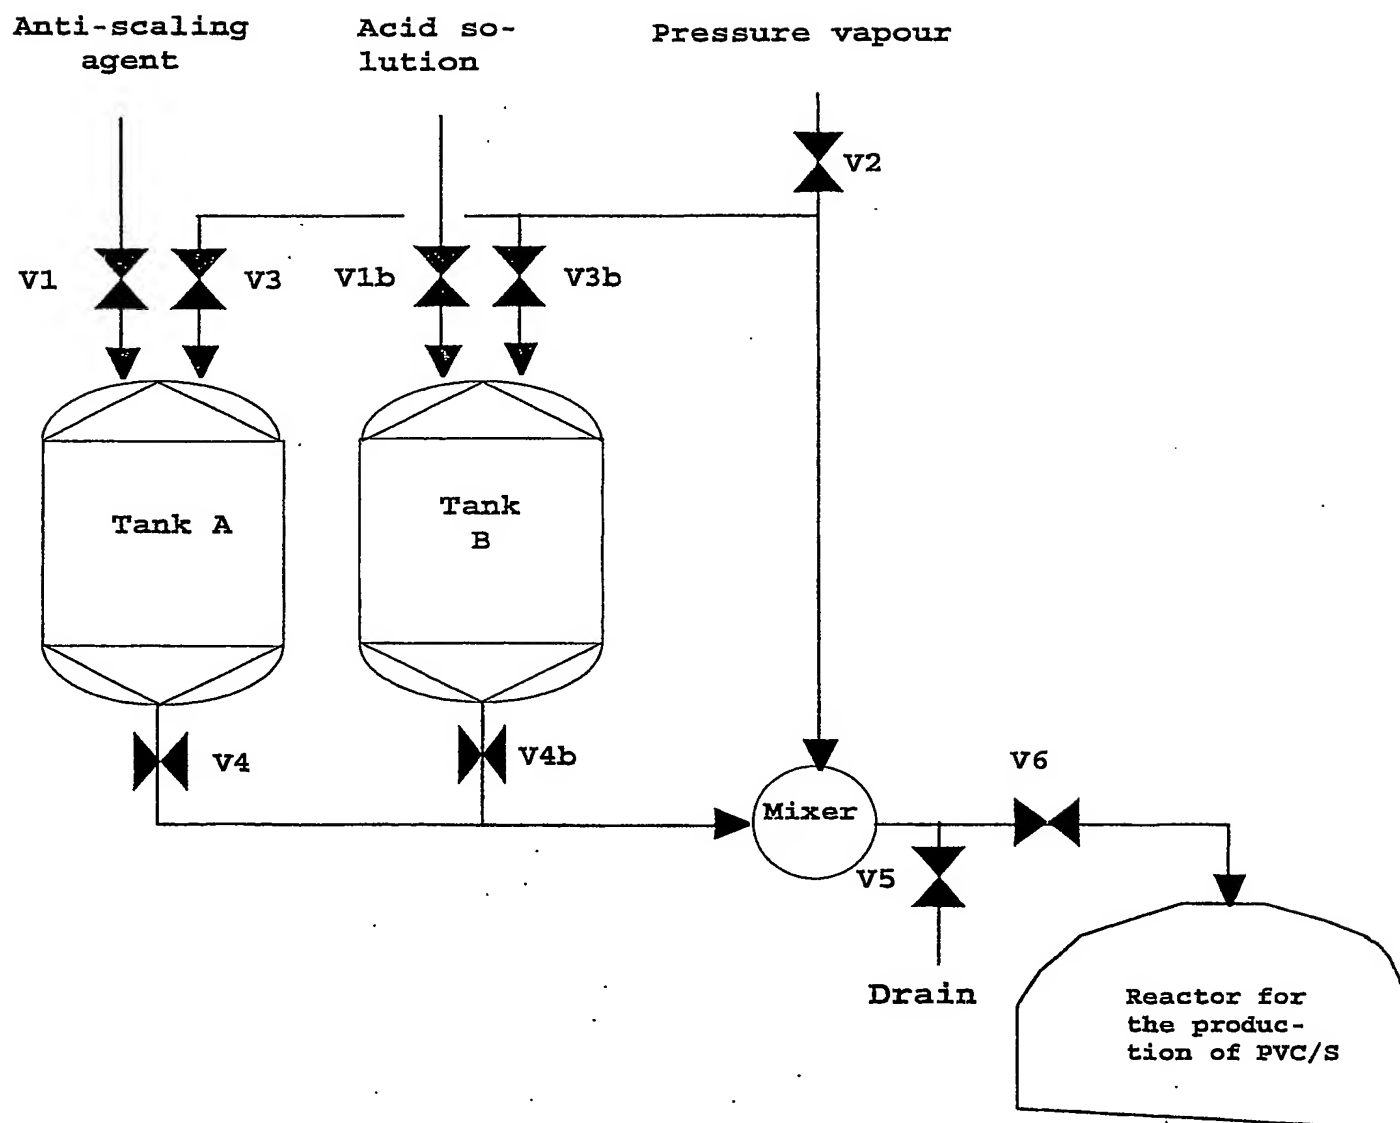 Anti-scaling
agent
Acid so-
lution
Pressure vapour
V2
V1
V3
V1b
V3b
Tank A
Tank
B
V4
V4b
V6
Mixer
V5
Drain
Reactor for
the produc-
tion of PVC/S